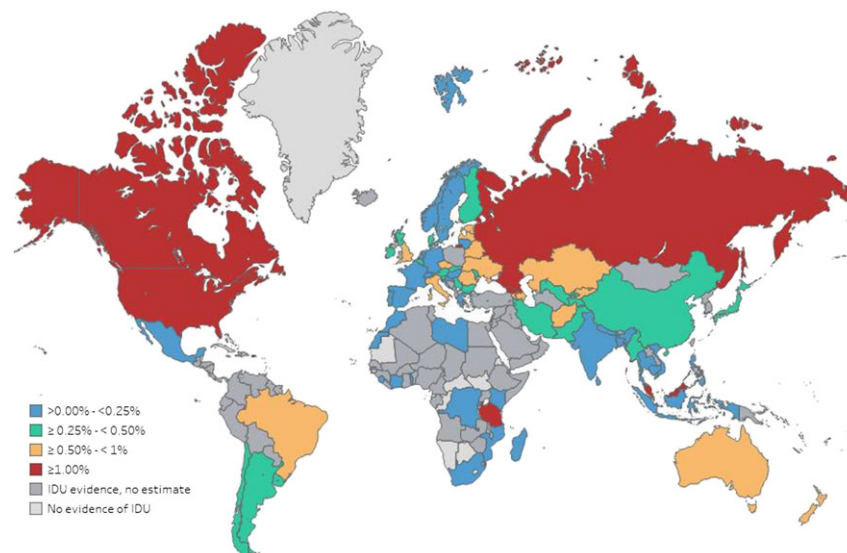 >0.00% - <0.25%
≥ 0.25% - < 0.50%
≥ 0.50% - < 1%
≥1.00%
IDU evidence, no estimate
No evidence of IDU